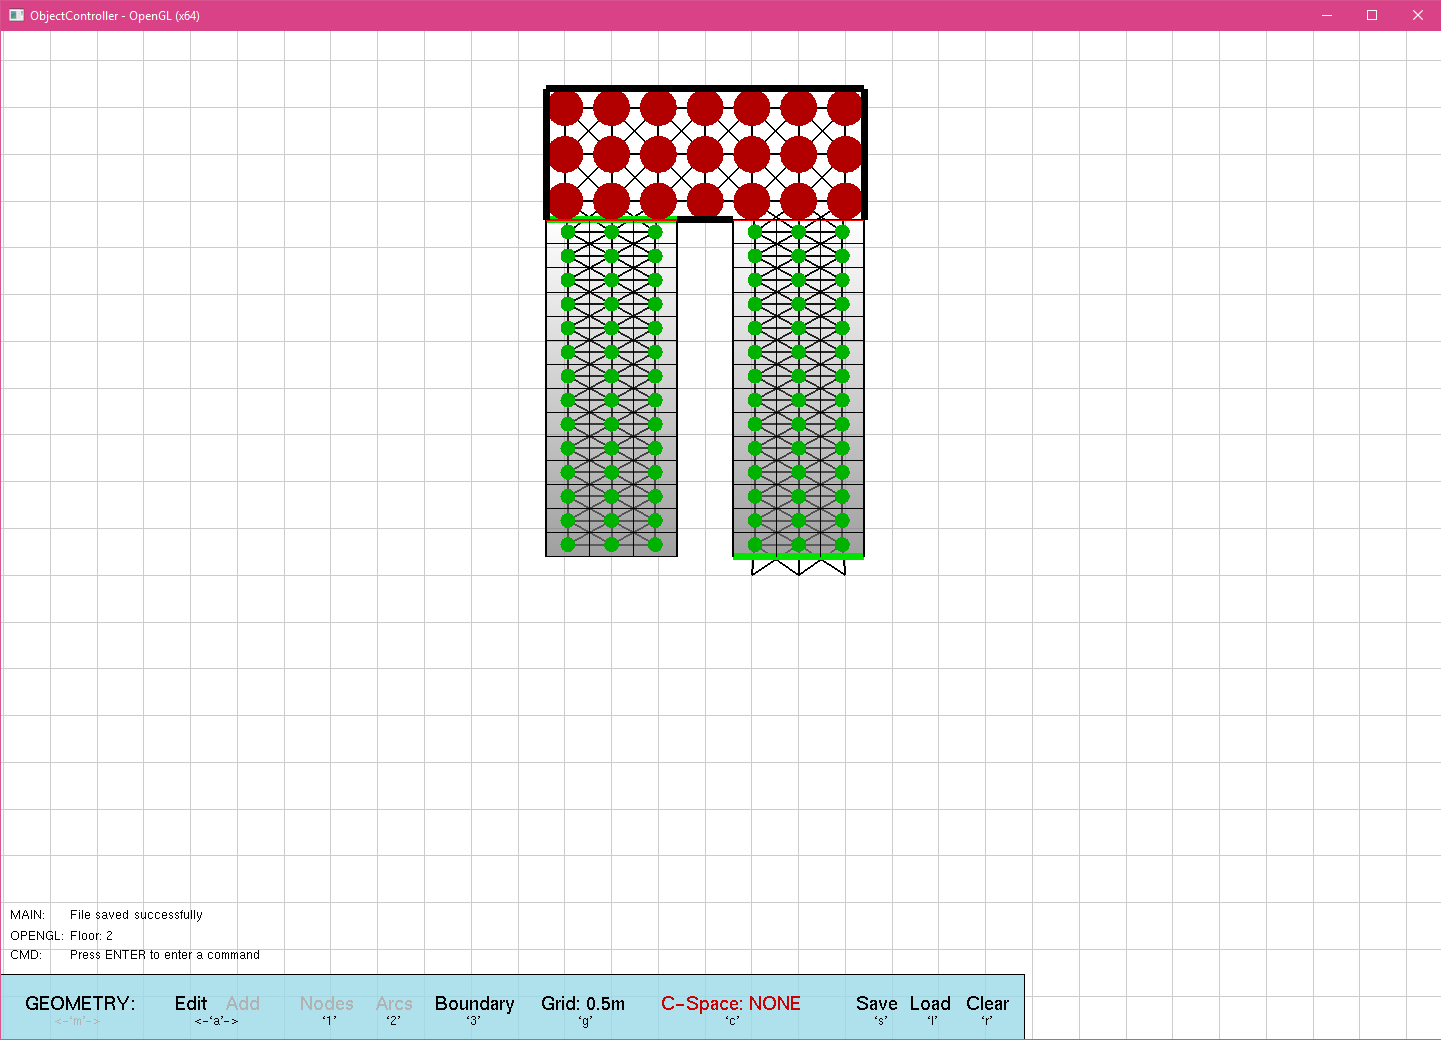 ObjectController - OpenGL (x64)
MAIN: File saved successfully
OPENGL: Floor: 2
CMD: Press ENTER to enter a command
GEOMETRY: Edit Add Nodes Arcs Boundary Grid: 0.5m C-Space: NONE Save Load Clear
<-'m'-> <-'a'-> '1' '2' '3' 'g' 'c' 's' 'l' 'r'